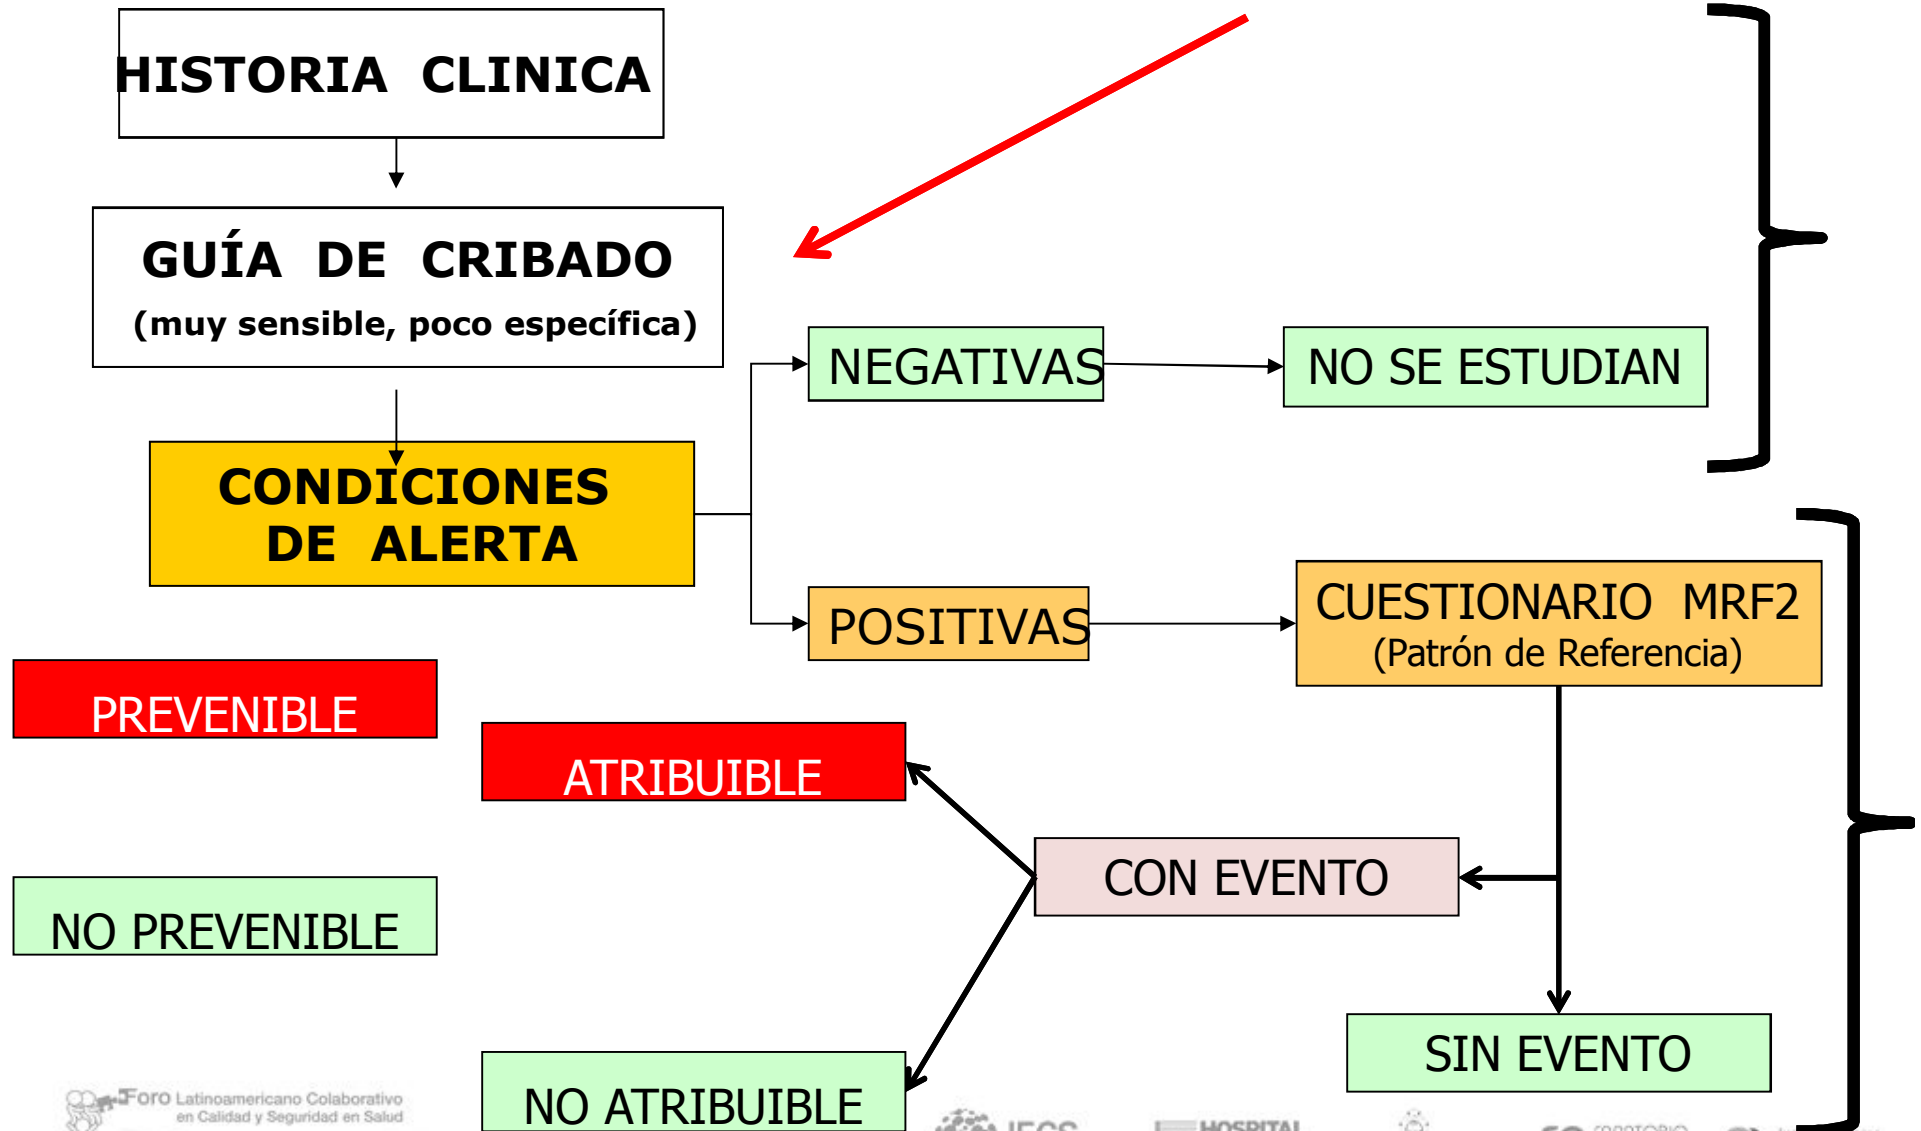 HISTORIA CLINICA
GUÍA DE CRIBADO
(muy sensible, poco específica)
NEGATIVAS
NO SE ESTUDIAN
CONDICIONES
DE ALERTA
POSITIVAS
CUESTIONARIO MRF2
(Patrón de Referencia)
PREVENIBLE
ATRIBUIBLE
CON EVENTO
NO PREVENIBLE
SIN EVENTO
NO ATRIBUIBLE
Foro Latinoamericano Colaborativo
en Calidad y Seguridad en Salud
IECS
HOSPITAL